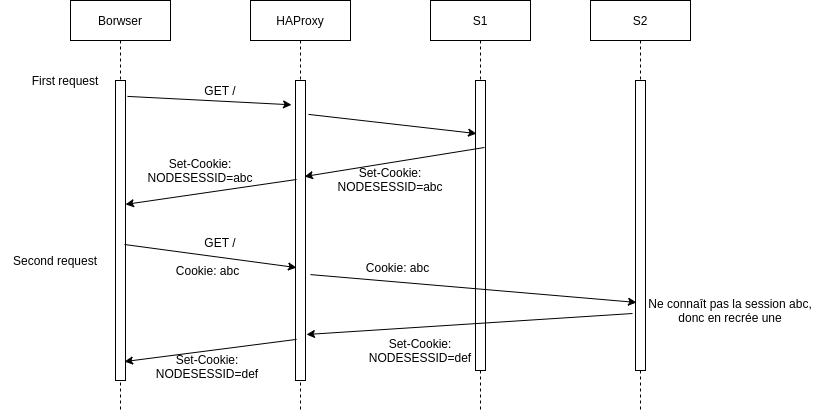 Borwser
HAProxy
S1
S2
First request
GET /
Set-Cookie:
NODESESSID=abc
Set-Cookie:
NODESESSID=abc
GET /
Second request
Cookie: abc
Cookie: abc
Ne connaît pas la session abc,
donc en recrée une
Set-Cookie:
NODESESSID=def
Set-Cookie:
NODESESSID=def